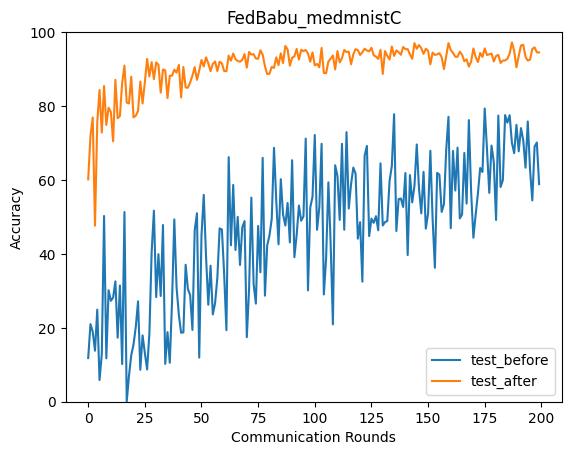 FedBabu_medmnistC
100
80
60
40
20
0
Accuracy
0 25 50 75 100 125 150 175 200
Communication Rounds
test_before
test_after